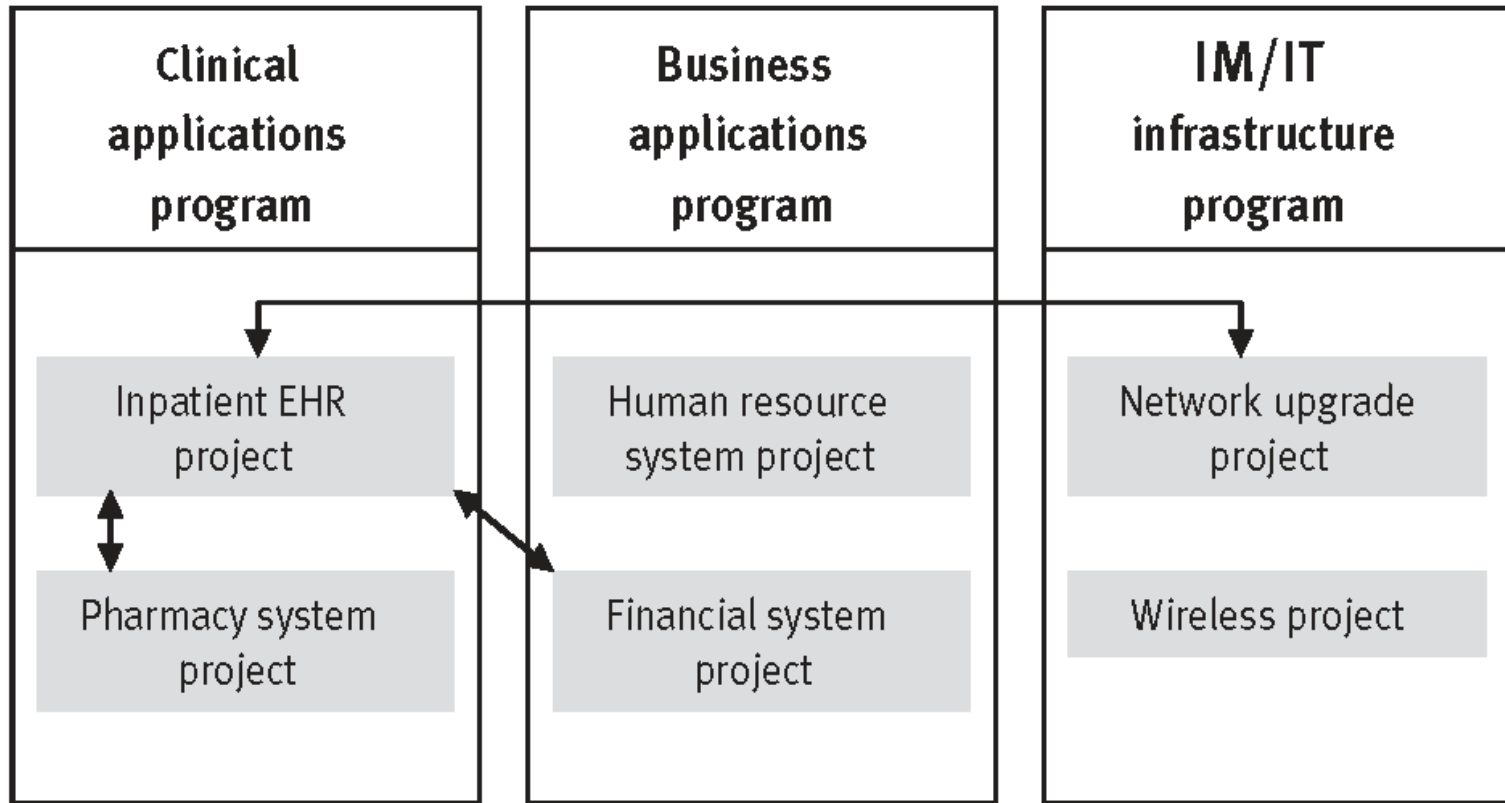 Clinical
applications
program
Business
applications
program
IM/IT
infrastructure
program
Inpatient EHR
project
Human resource
system project
Network upgrade
project
Pharmacy system
project
Financial system
project
Wireless project